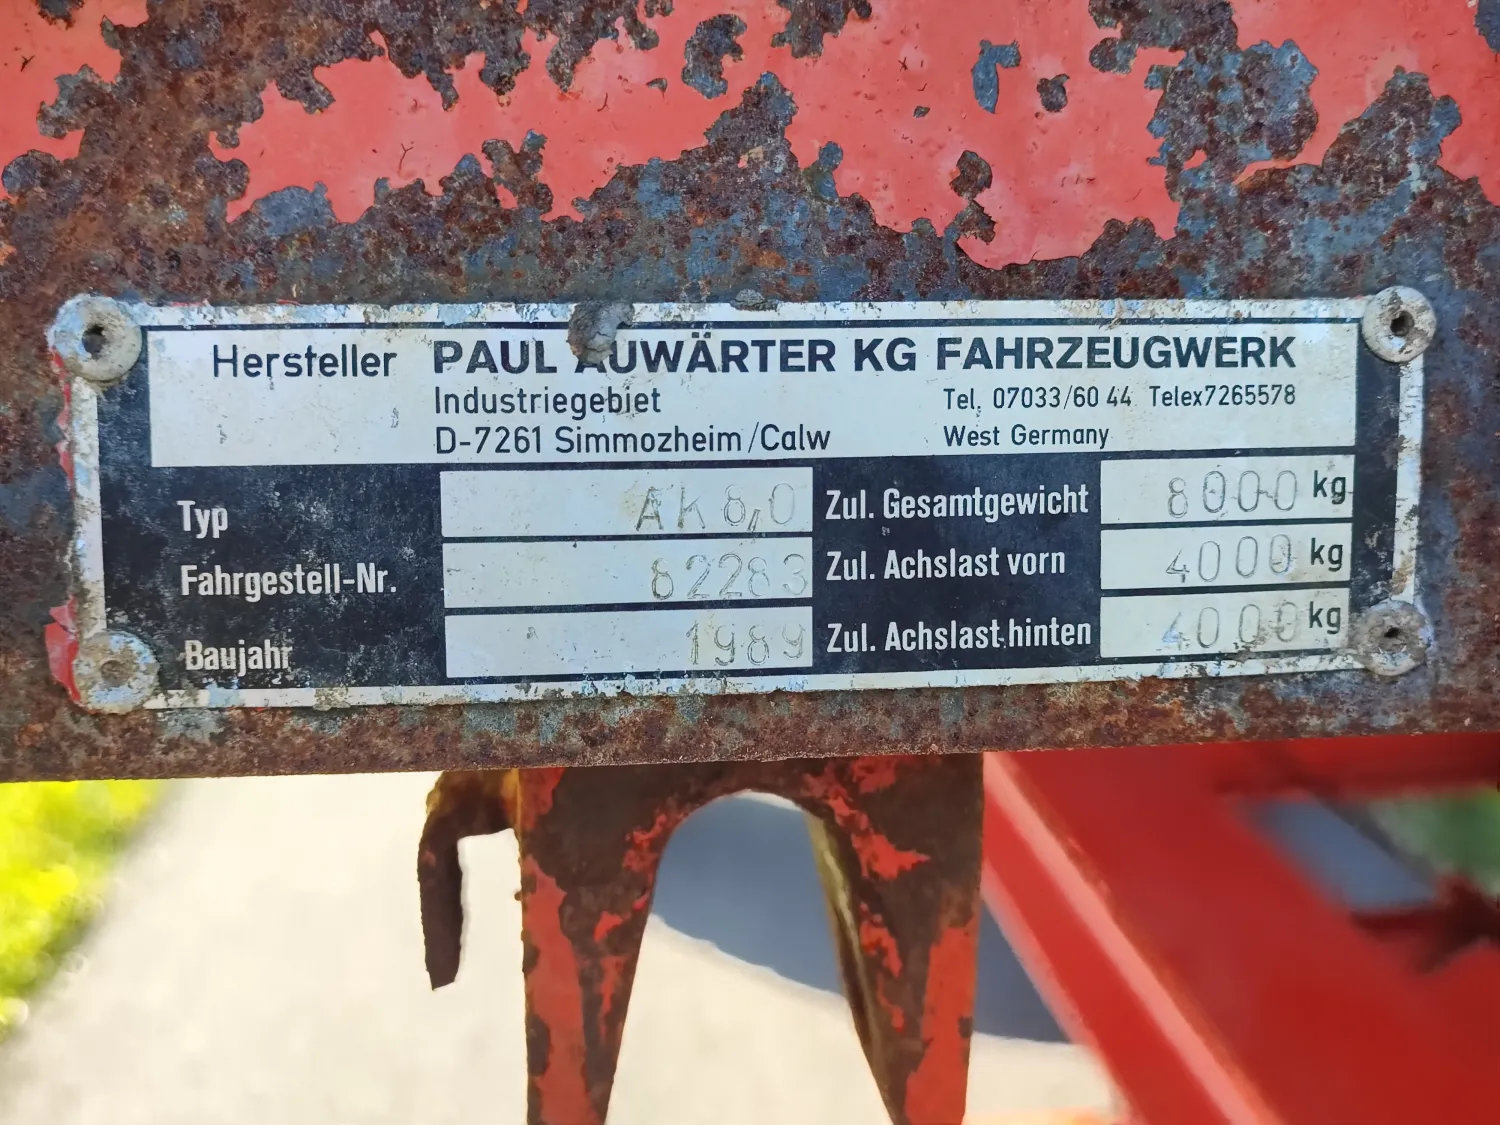 Hersteller PAUL AUWÄRTER KG FAHRZEUGWERK
Industriegebiet Tel. 07033/60 44 Telex7265578
D-7261 Simmozheim/Calw West Germany
Typ AK 8,0 Zul. Gesamtgewicht 8000 kg
Fahrgestell-Nr. 82283 Zul. Achslast vorn 4000 kg
Baujahr 1989 Zul. Achslast hinten 4000 kg